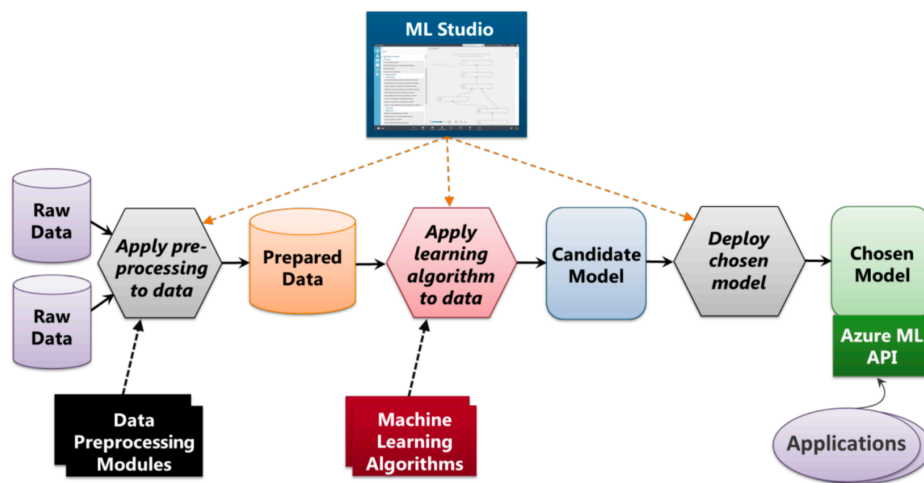 ML Studio
Raw
Data
Raw
Data
Apply pre-
processing
to data
Prepared
Data
Apply
learning
algorithm
to data
Candidate
Model
Deploy
chosen
model
Chosen
Model
Azure ML
API
Data
Preprocessing
Modules
Machine
Learning
Algorithms
Applications